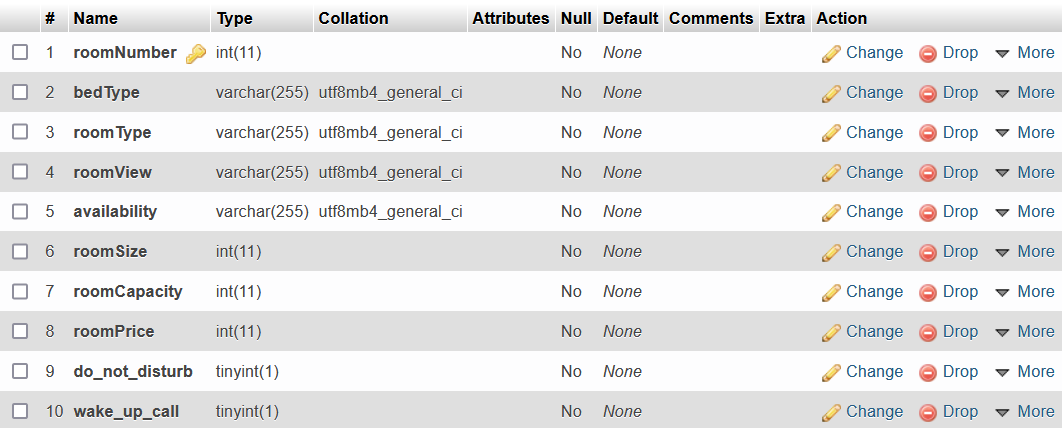 # Name Type Collation Attributes Null Default Comments Extra Action
1 roomNumber int(11) No None Change Drop More
2 bedType varchar(255) utf8mb4_general_ci No None Change Drop More
3 roomType varchar(255) utf8mb4_general_ci No None Change Drop More
4 roomView varchar(255) utf8mb4_general_ci No None Change Drop More
5 availability varchar(255) utf8mb4_general_ci No None Change Drop More
6 roomSize int(11) No None Change Drop More
7 roomCapacity int(11) No None Change Drop More
8 roomPrice int(11) No None Change Drop More
9 do_not_disturb tinyint(1) No None Change Drop More
10 wake_up_call tinyint(1) No None Change Drop More